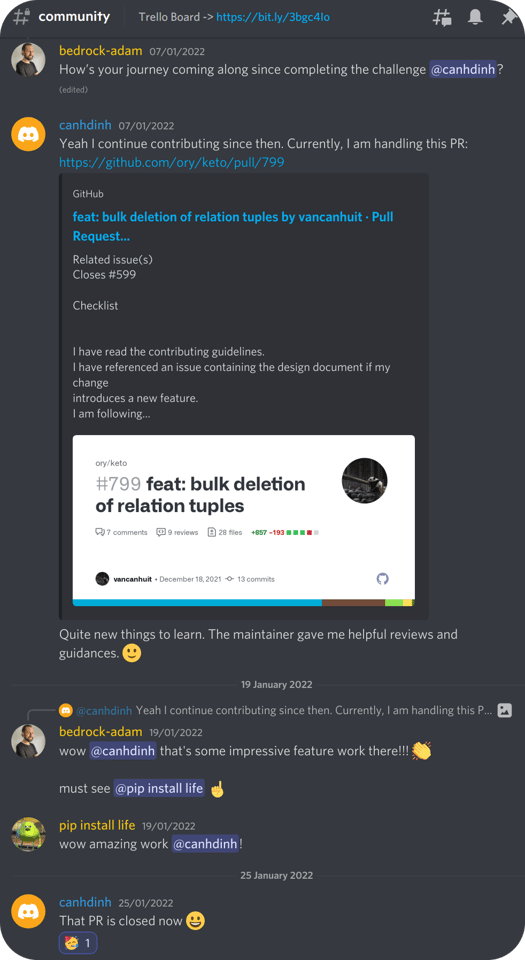 community Trello Board -> https://bit.ly/3bgc4lo
bedrock-adam 07/01/2022
How's your journey coming along since completing the challenge @canhdinh?
(edited)
canhdinh 07/01/2022
Yeah I continue contributing since then. Currently, I am handling this PR:
https://github.com/ory/keto/pull/799
GitHub
feat: bulk deletion of relation tuples by vancanhuit · Pull
Request...
Related issue(s)
Closes #599
Checklist
I have read the contributing guidelines.
I have referenced an issue containing the design document if my
change
introduces a new feature.
I am following...
ory/keto
#799 feat: bulk deletion
of relation tuples
7 comments 9 reviews 28 files +857 −193
vancanhuit • December 18, 2021 13 commits
Quite new things to learn. The maintainer gave me helpful reviews and
guidances. 🙂
19 January 2022
@canhdinh Yeah I continue contributing since then. Currently, I am handling this P...
bedrock-adam 19/01/2022
wow @canhdinh that's some impressive feature work there!!! 👏
must see @pip install life ☝
pip install life 19/01/2022
wow amazing work @canhdinh!
25 January 2022
canhdinh 25/01/2022
That PR is closed now 😀
🥳 1